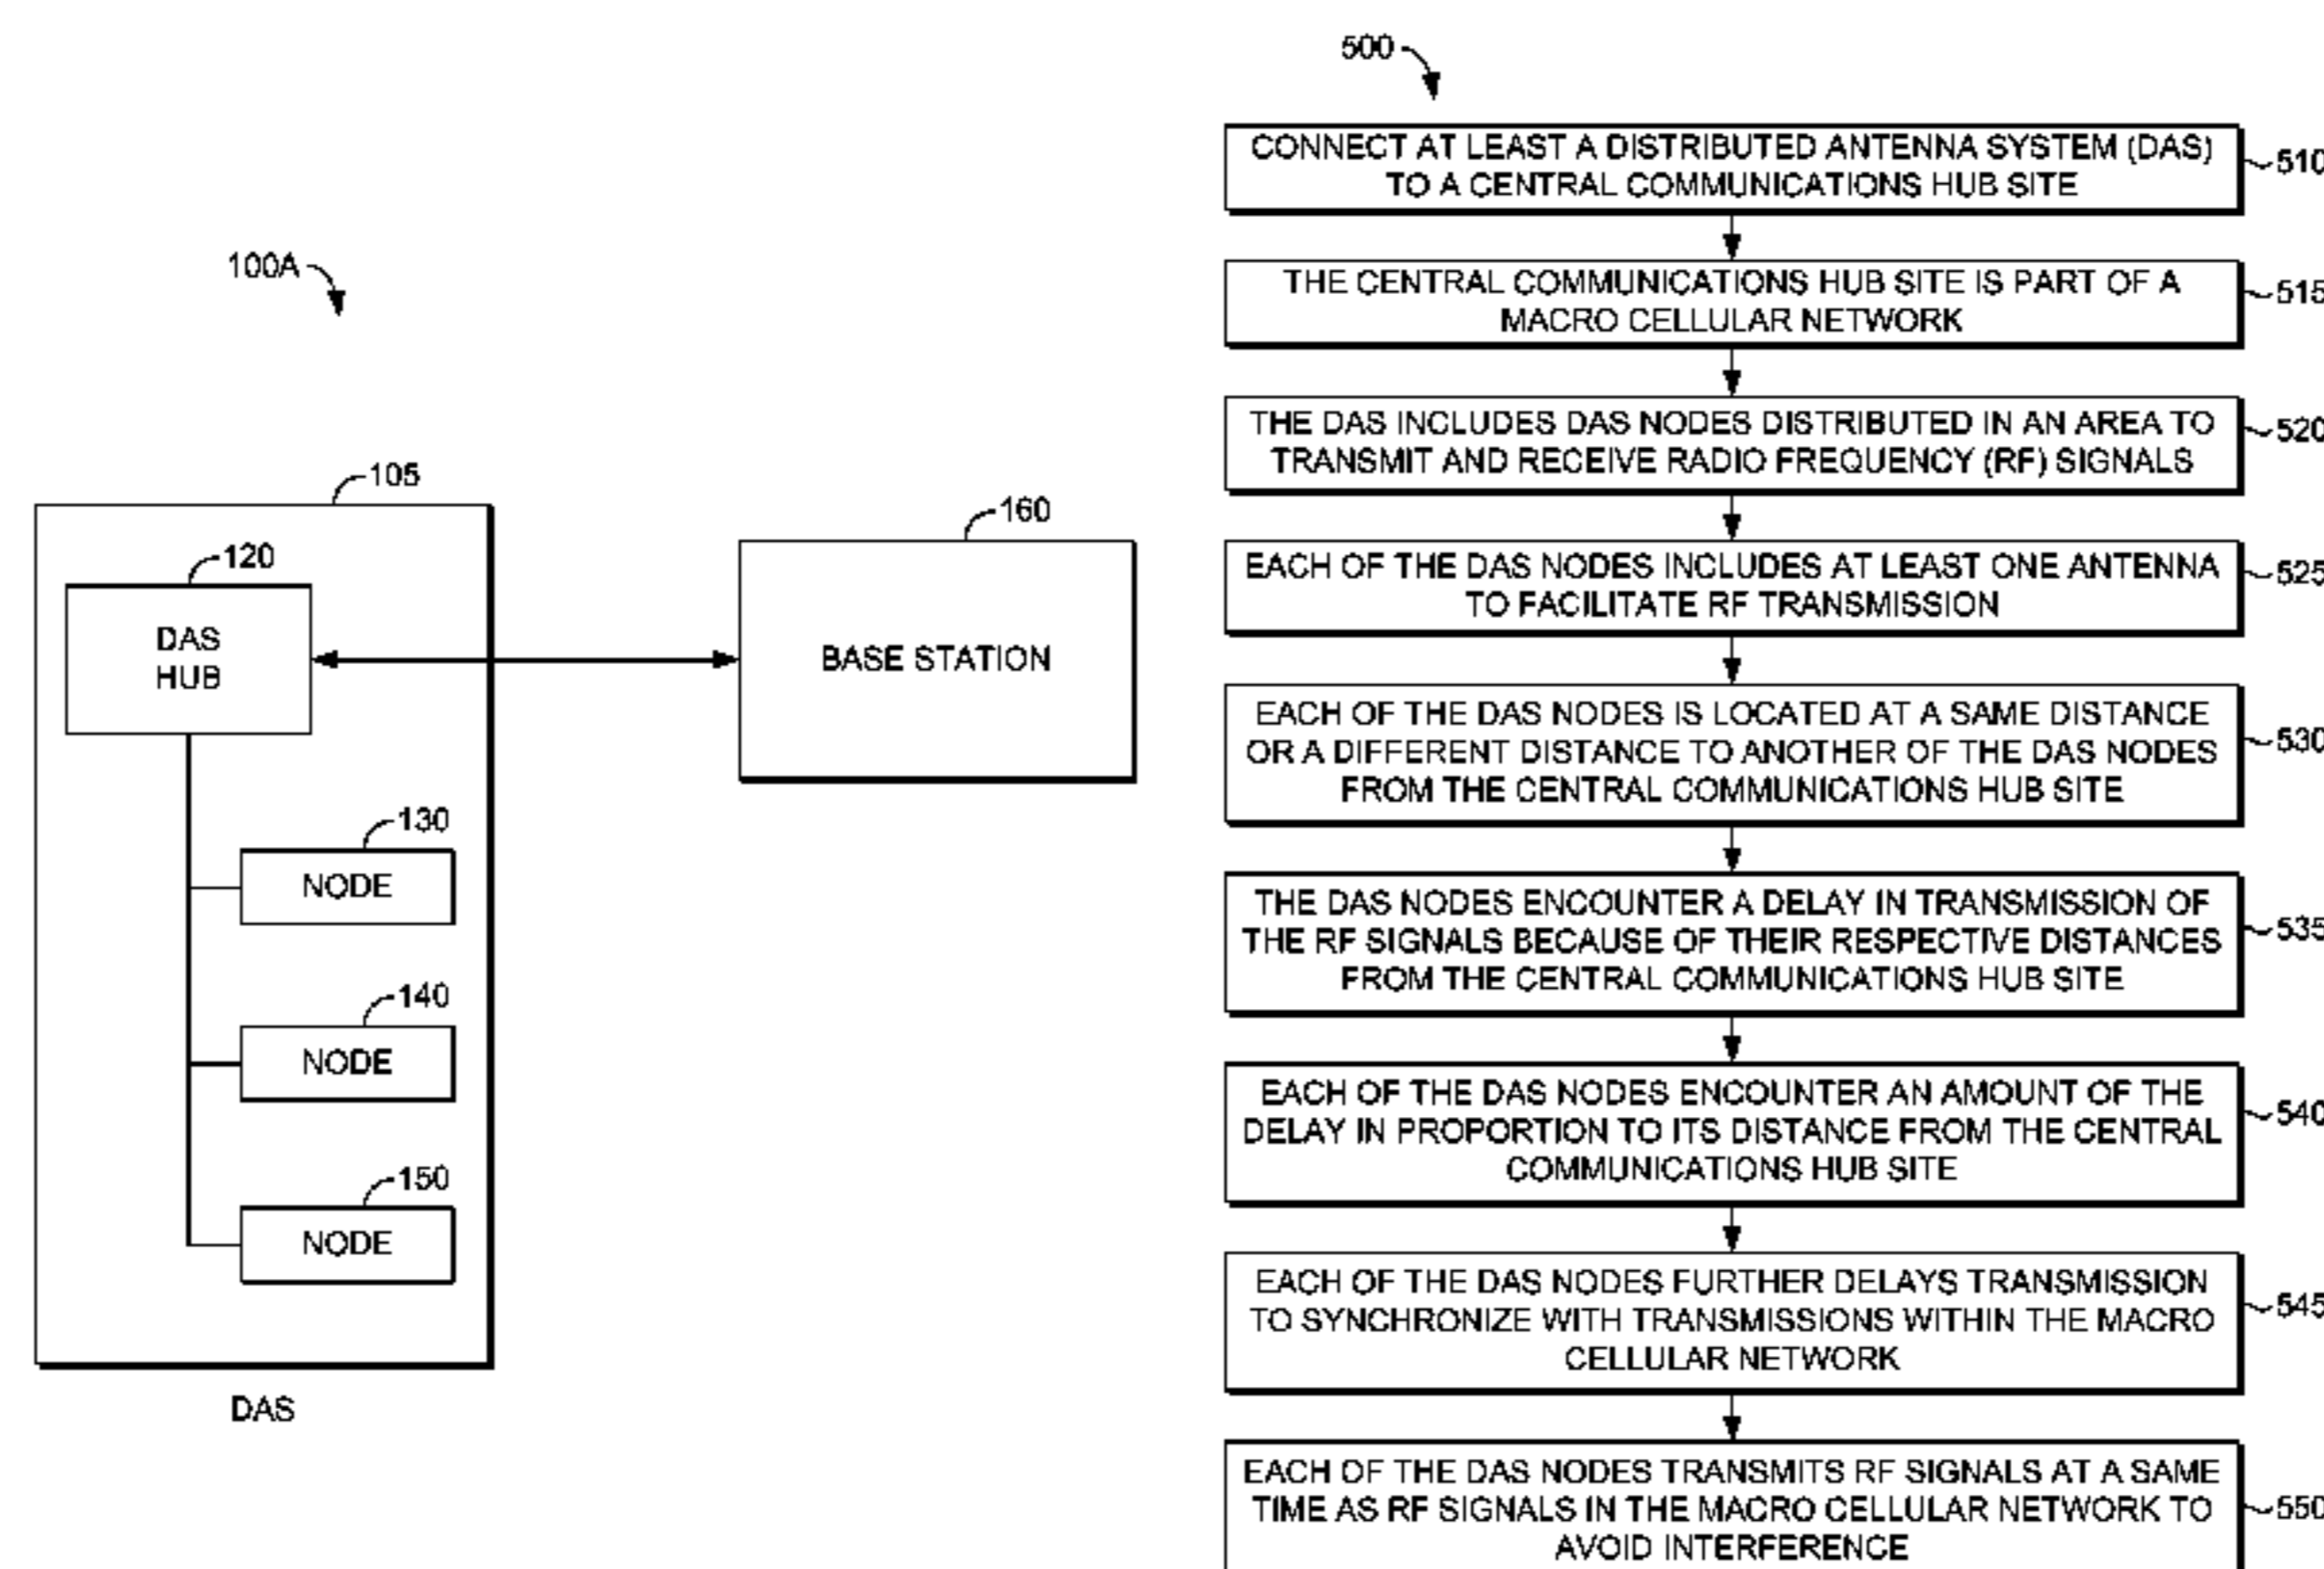 100A
105
120
DAS
HUB
160
BASE STATION
130
NODE
140
NODE
150
NODE
DAS
500
CONNECT AT LEAST A DISTRIBUTED ANTENNA SYSTEM (DAS)
TO A CENTRAL COMMUNICATIONS HUB SITE
510
THE CENTRAL COMMUNICATIONS HUB SITE IS PART OF A
MACRO CELLULAR NETWORK
515
THE DAS INCLUDES DAS NODES DISTRIBUTED IN AN AREA TO
TRANSMIT AND RECEIVE RADIO FREQUENCY (RF) SIGNALS
520
EACH OF THE DAS NODES INCLUDES AT LEAST ONE ANTENNA
TO FACILITATE RF TRANSMISSION
525
EACH OF THE DAS NODES IS LOCATED AT A SAME DISTANCE
OR A DIFFERENT DISTANCE TO ANOTHER OF THE DAS NODES
FROM THE CENTRAL COMMUNICATIONS HUB SITE
530
THE DAS NODES ENCOUNTER A DELAY IN TRANSMISSION OF
THE RF SIGNALS BECAUSE OF THEIR RESPECTIVE DISTANCES
FROM THE CENTRAL COMMUNICATIONS HUB SITE
535
EACH OF THE DAS NODES ENCOUNTER AN AMOUNT OF THE
DELAY IN PROPORTION TO ITS DISTANCE FROM THE CENTRAL
COMMUNICATIONS HUB SITE
540
EACH OF THE DAS NODES FURTHER DELAYS TRANSMISSION
TO SYNCHRONIZE WITH TRANSMISSIONS WITHIN THE MACRO
CELLULAR NETWORK
545
EACH OF THE DAS NODES TRANSMITS RF SIGNALS AT A SAME
TIME AS RF SIGNALS IN THE MACRO CELLULAR NETWORK TO
AVOID INTERFERENCE
550